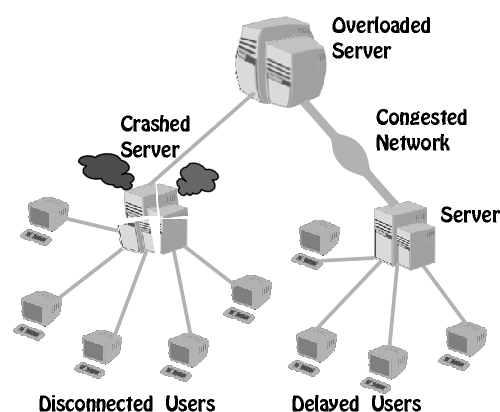 Overloaded
Server
Congested
Network
Crashed
Server
Server
Disconnected Users
Delayed Users